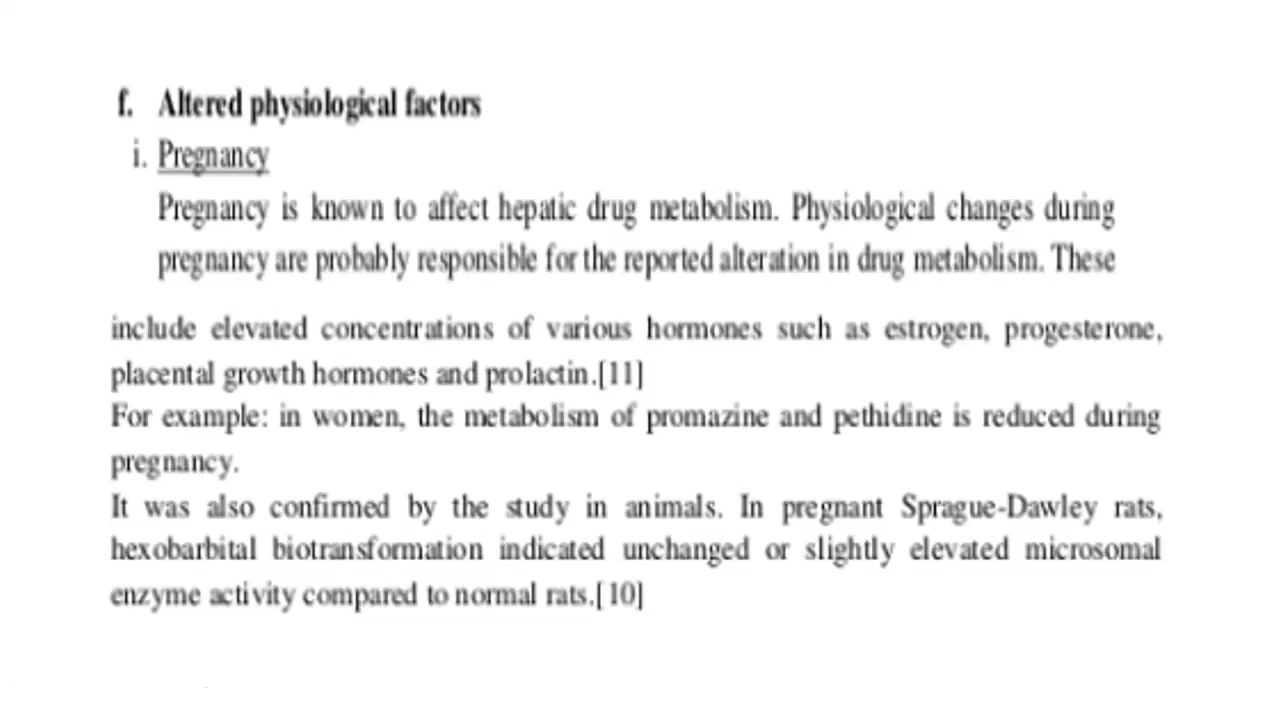 f. Altered physiological factors
i. Pregnancy
Pregnancy is known to affect hepatic drug metabolism. Physiological changes during
pregnancy are probably responsible for the reported alteration in drug metabolism. These
include elevated concentrations of various hormones such as estrogen, progesterone,
placental growth hormones and prolactin.[11]
For example: in women, the metabolism of promazine and pethidine is reduced during
pregnancy.
It was also confirmed by the study in animals. In pregnant Sprague-Dawley rats,
hexobarbital biotransformation indicated unchanged or slightly elevated microsomal
enzyme activity compared to normal rats.[10]